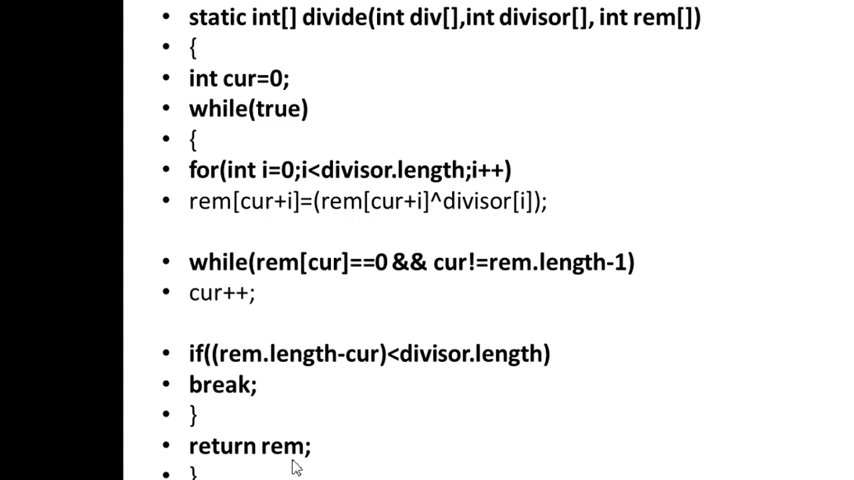 • static int[] divide(int div[],int divisor[], int rem[])
• {
• int cur=0;
• while(true)
• {
• for(int i=0;i<divisor.length;i++)
• rem[cur+i]=(rem[cur+i]^divisor[i]);
• while(rem[cur]==0 && cur!=rem.length-1)
• cur++;
• if((rem.length-cur)<divisor.length)
• break;
• }
• return rem;
• }